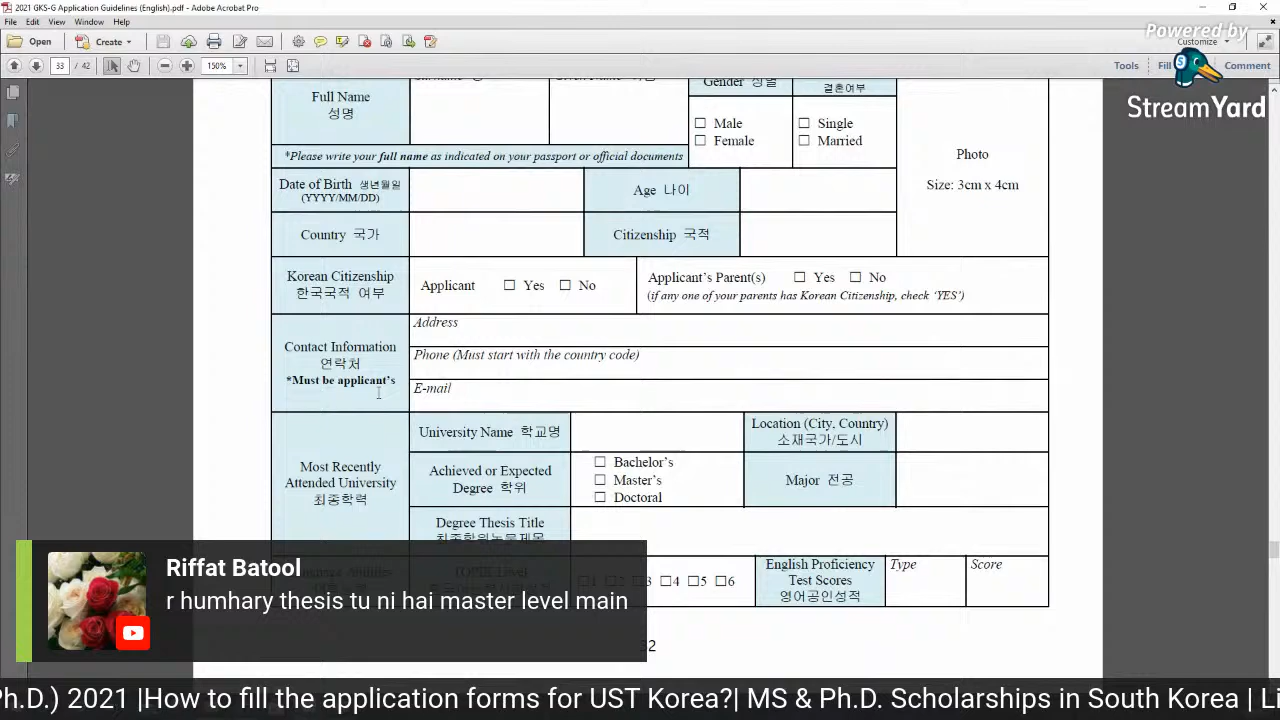 2021 GKS-G Application Guidelines (English).pdf - Adobe Acrobat Pro
File Edit View Window Help
Open Create Customize
33 / 42 150% Tools Fill Comment
Powered by
StreamYard
Gender 성별
결혼여부
Full Name
성명
Male
Female
Single
Married
*Please write your full name as indicated on your passport or official documents
Photo
Size: 3cm x 4cm
Date of Birth 생년월일
(YYYY/MM/DD)
Age 나이
Country 국가
Citizenship 국적
Korean Citizenship
한국국적 여부
Applicant ☐ Yes ☐ No
Applicant's Parent(s) ☐ Yes ☐ No
(if any one of your parents has Korean Citizenship, check 'YES')
Contact Information
연락처
*Must be applicant's
Address
Phone (Must start with the country code)
E-mail
Most Recently
Attended University
최종학력
University Name 학교명
Location (City, Country)
소재국가/도시
Achieved or Expected
Degree 학위
☐ Bachelor's
☐ Master's
☐ Doctoral
Major 전공
Degree Thesis Title
최종학위논문제목
☐1 ☐2 ☐3 ☐4 ☐5 ☐6
English Proficiency
Test Scores
영어공인성적
Type
Score
32
Riffat Batool
r humhary thesis tu ni hai master level main
Ph.D.) 2021 |How to fill the application forms for UST Korea?| MS & Ph.D. Scholarships in South Korea | Li